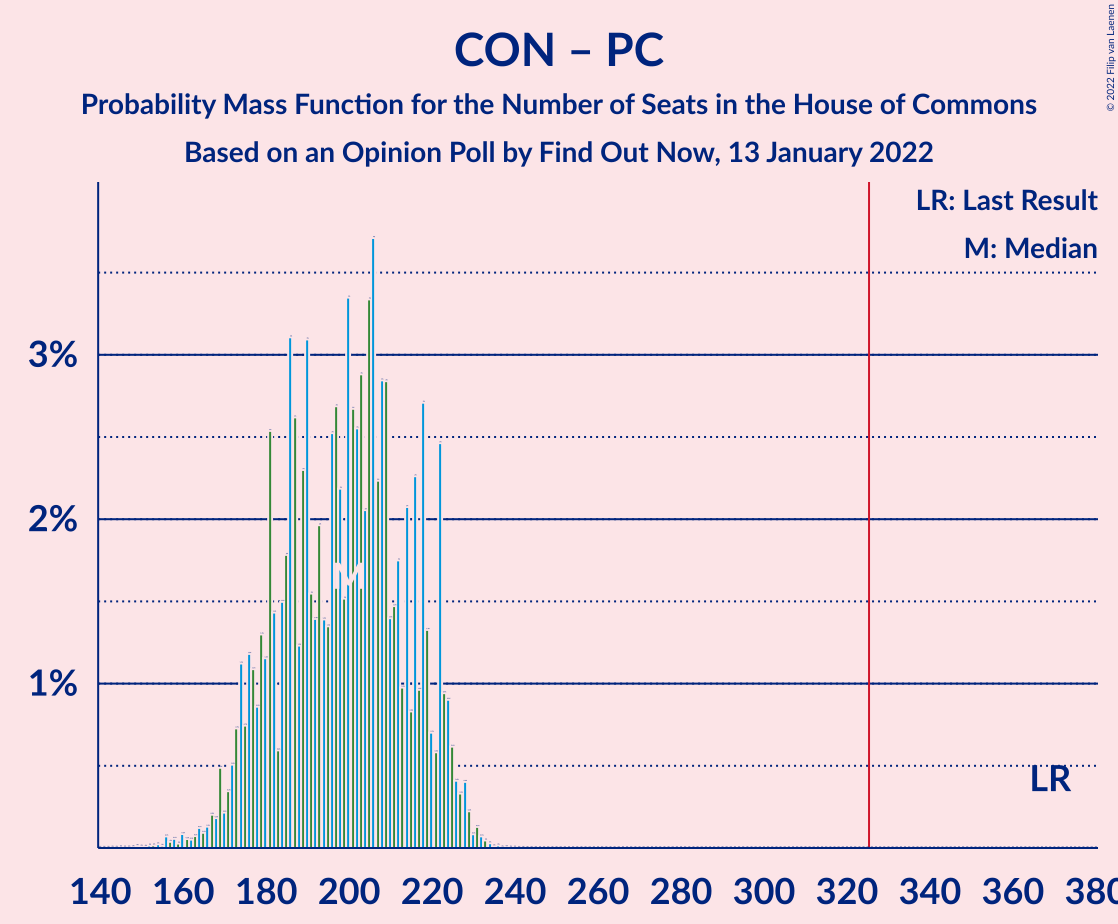 CON – PC
Probability Mass Function for the Number of Seats in the House of Commons
Based on an Opinion Poll by Find Out Now, 13 January 2022
© 2022 Filip van Laenen
LR: Last Result
M: Median
3%
2%
1%
M
LR
140 160 180 200 220 240 260 280 300 320 340 360 380